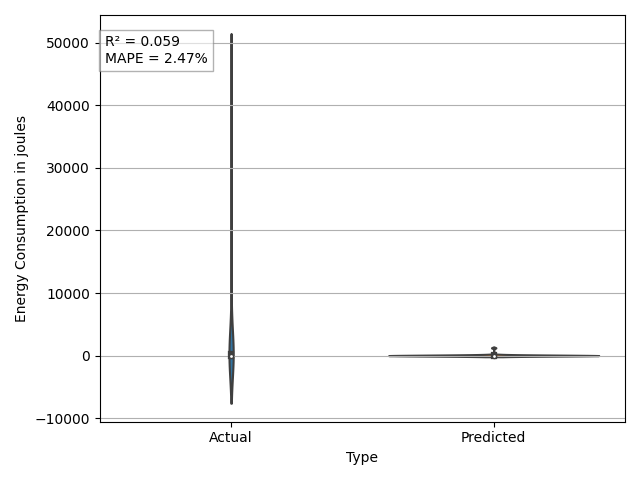 R² = 0.059
MAPE = 2.47%
50000
40000
30000
20000
10000
0
−10000
Energy Consumption in joules
Actual
Predicted
Type